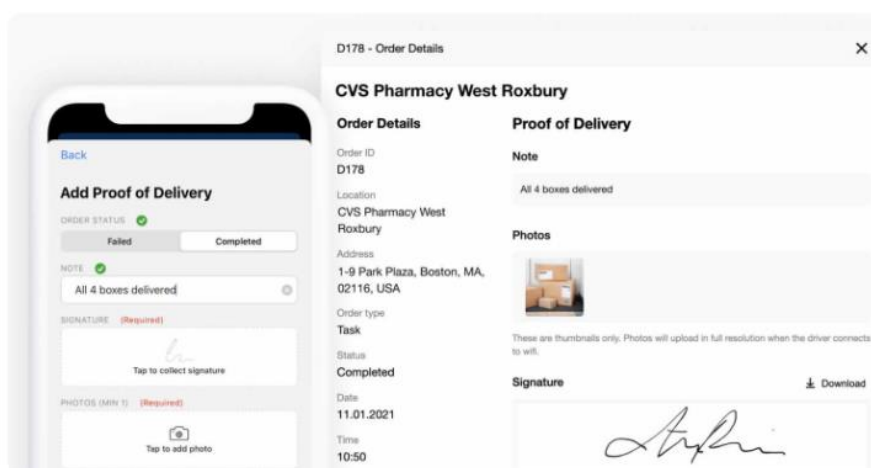 Back
Add Proof of Delivery
ORDER STATUS
Failed
Completed
NOTE
All 4 boxes delivered
SIGNATURE (Required)
Tap to collect signature
PHOTOS (MIN 1) (Required)
Tap to add photo
D178 - Order Details
CVS Pharmacy West Roxbury
Order Details
Order ID
D178
Location
CVS Pharmacy West
Roxbury
Address
1-9 Park Plaza, Boston, MA,
02116, USA
Order type
Task
Status
Completed
Date
11.01.2021
Time
10:50
Proof of Delivery
Note
All 4 boxes delivered
Photos
These are thumbnails only. Photos will upload in full resolution when the driver connects
to wifi.
Signature
Download